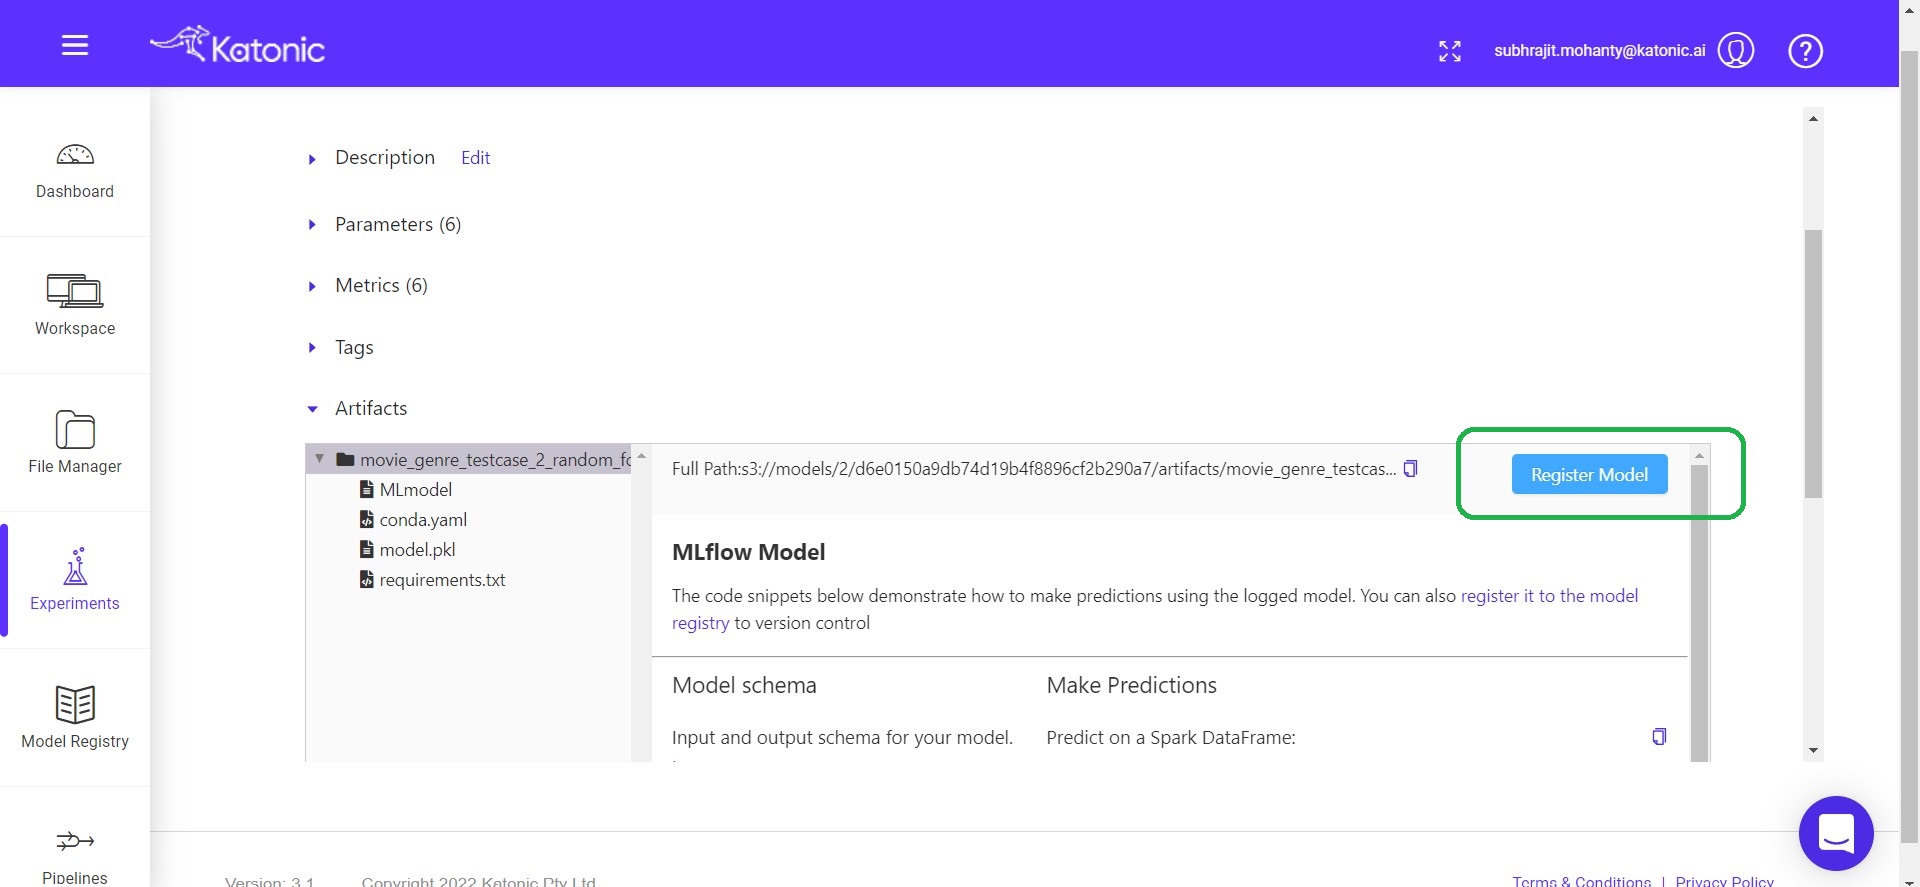 Katonic
subhrajit.mohanty@katonic.ai
?
Dashboard
Workspace
File Manager
Experiments
Model Registry
Pipelines
Description Edit
Parameters (6)
Metrics (6)
Tags
Artifacts
movie_genre_testcase_2_random_fo
MLmodel
conda.yaml
model.pkl
requirements.txt
Full Path:s3://models/2/d6e0150a9db74d19b4f8896cf2b290a7/artifacts/movie_genre_testcas...
Register Model
MLflow Model
The code snippets below demonstrate how to make predictions using the logged model. You can also register it to the model
registry to version control
Model schema
Input and output schema for your model.
Make Predictions
Predict on a Spark DataFrame:
Version: 3.1 Copyright 2022 Katonic Pty Ltd
Terms & Conditions | Privacy Policy